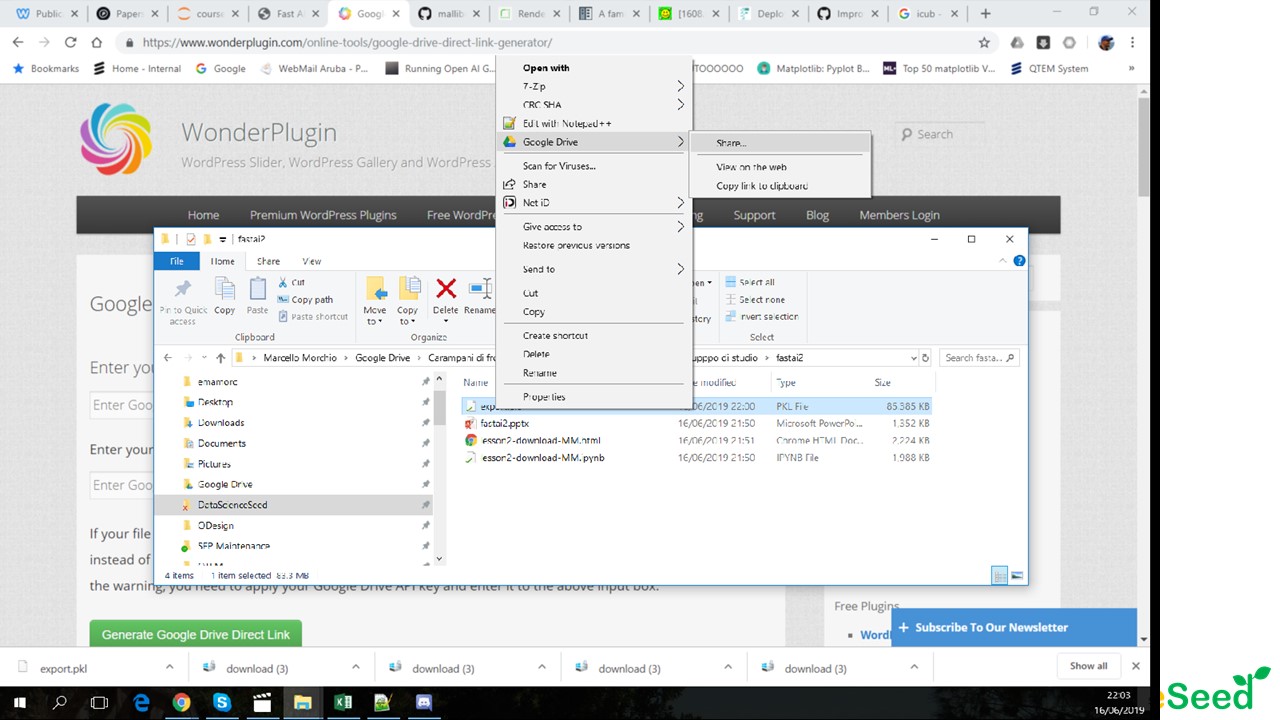 Public
Papers
course
Fast A
Goog
mallib
Rende
A fam
[1608.
Deplo
Impro
icub -
https://www.wonderplugin.com/online-tools/google-drive-direct-link-generator/
Bookmarks
Home - Internal
Google
WebMail Aruba - P...
Running Open AI G...
TOOOOOO
Matplotlib: Pyplot B...
Top 50 matplotlib V...
QTEM System
»
WonderPlugin
WordPress Slider, WordPress Gallery and WordPress
Search
Home
Premium WordPress Plugins
Free WordPre
ng
Support
Blog
Members Login
Open with
7-Zip
CRC SHA
Edit with Notepad++
Google Drive
Scan for Viruses...
Share
Net iD
Give access to
Restore previous versions
Send to
Cut
Copy
Create shortcut
Delete
Rename
Properties
Share...
View on the web
Copy link to clipboard
fastai2
File
Home
Share
View
Pin to Quick access
Copy
Paste
Cut
Copy path
Paste shortcut
Clipboard
Move to
Copy to
Delete
Rename
Organize
Select all
Select none
Invert selection
Select
Marcello Morchio
Google Drive
Carampani di fro
upppo di studio
fastai2
Search fasta...
emamorc
Desktop
Downloads
Documents
Pictures
Google Drive
DataScienceSeed
ODesign
SEP Maintenance
Name
modified
Type
Size
16/06/2019 22:00
PKL File
85,385 KB
fastai2.pptx
16/06/2019 21:50
Microsoft PowerPoi...
1,352 KB
lesson2-download-MM.html
16/06/2019 21:51
Chrome HTML Doc...
2,224 KB
lesson2-download-MM.ipynb
16/06/2019 21:50
IPYNB File
1,988 KB
4 items
1 item selected 83.3 MB
Google
Enter yo
Enter Goo
Enter your
Enter Goo
If your file
instead of
the warning, you need to apply your Google Drive API key and enter it to the above input box.
Generate Google Drive Direct Link
Free Plugins
WordP
+ Subscribe To Our Newsletter
export.pkl
download (3)
download (3)
download (3)
download (3)
Show all
22:03
16/06/2019
eSeed